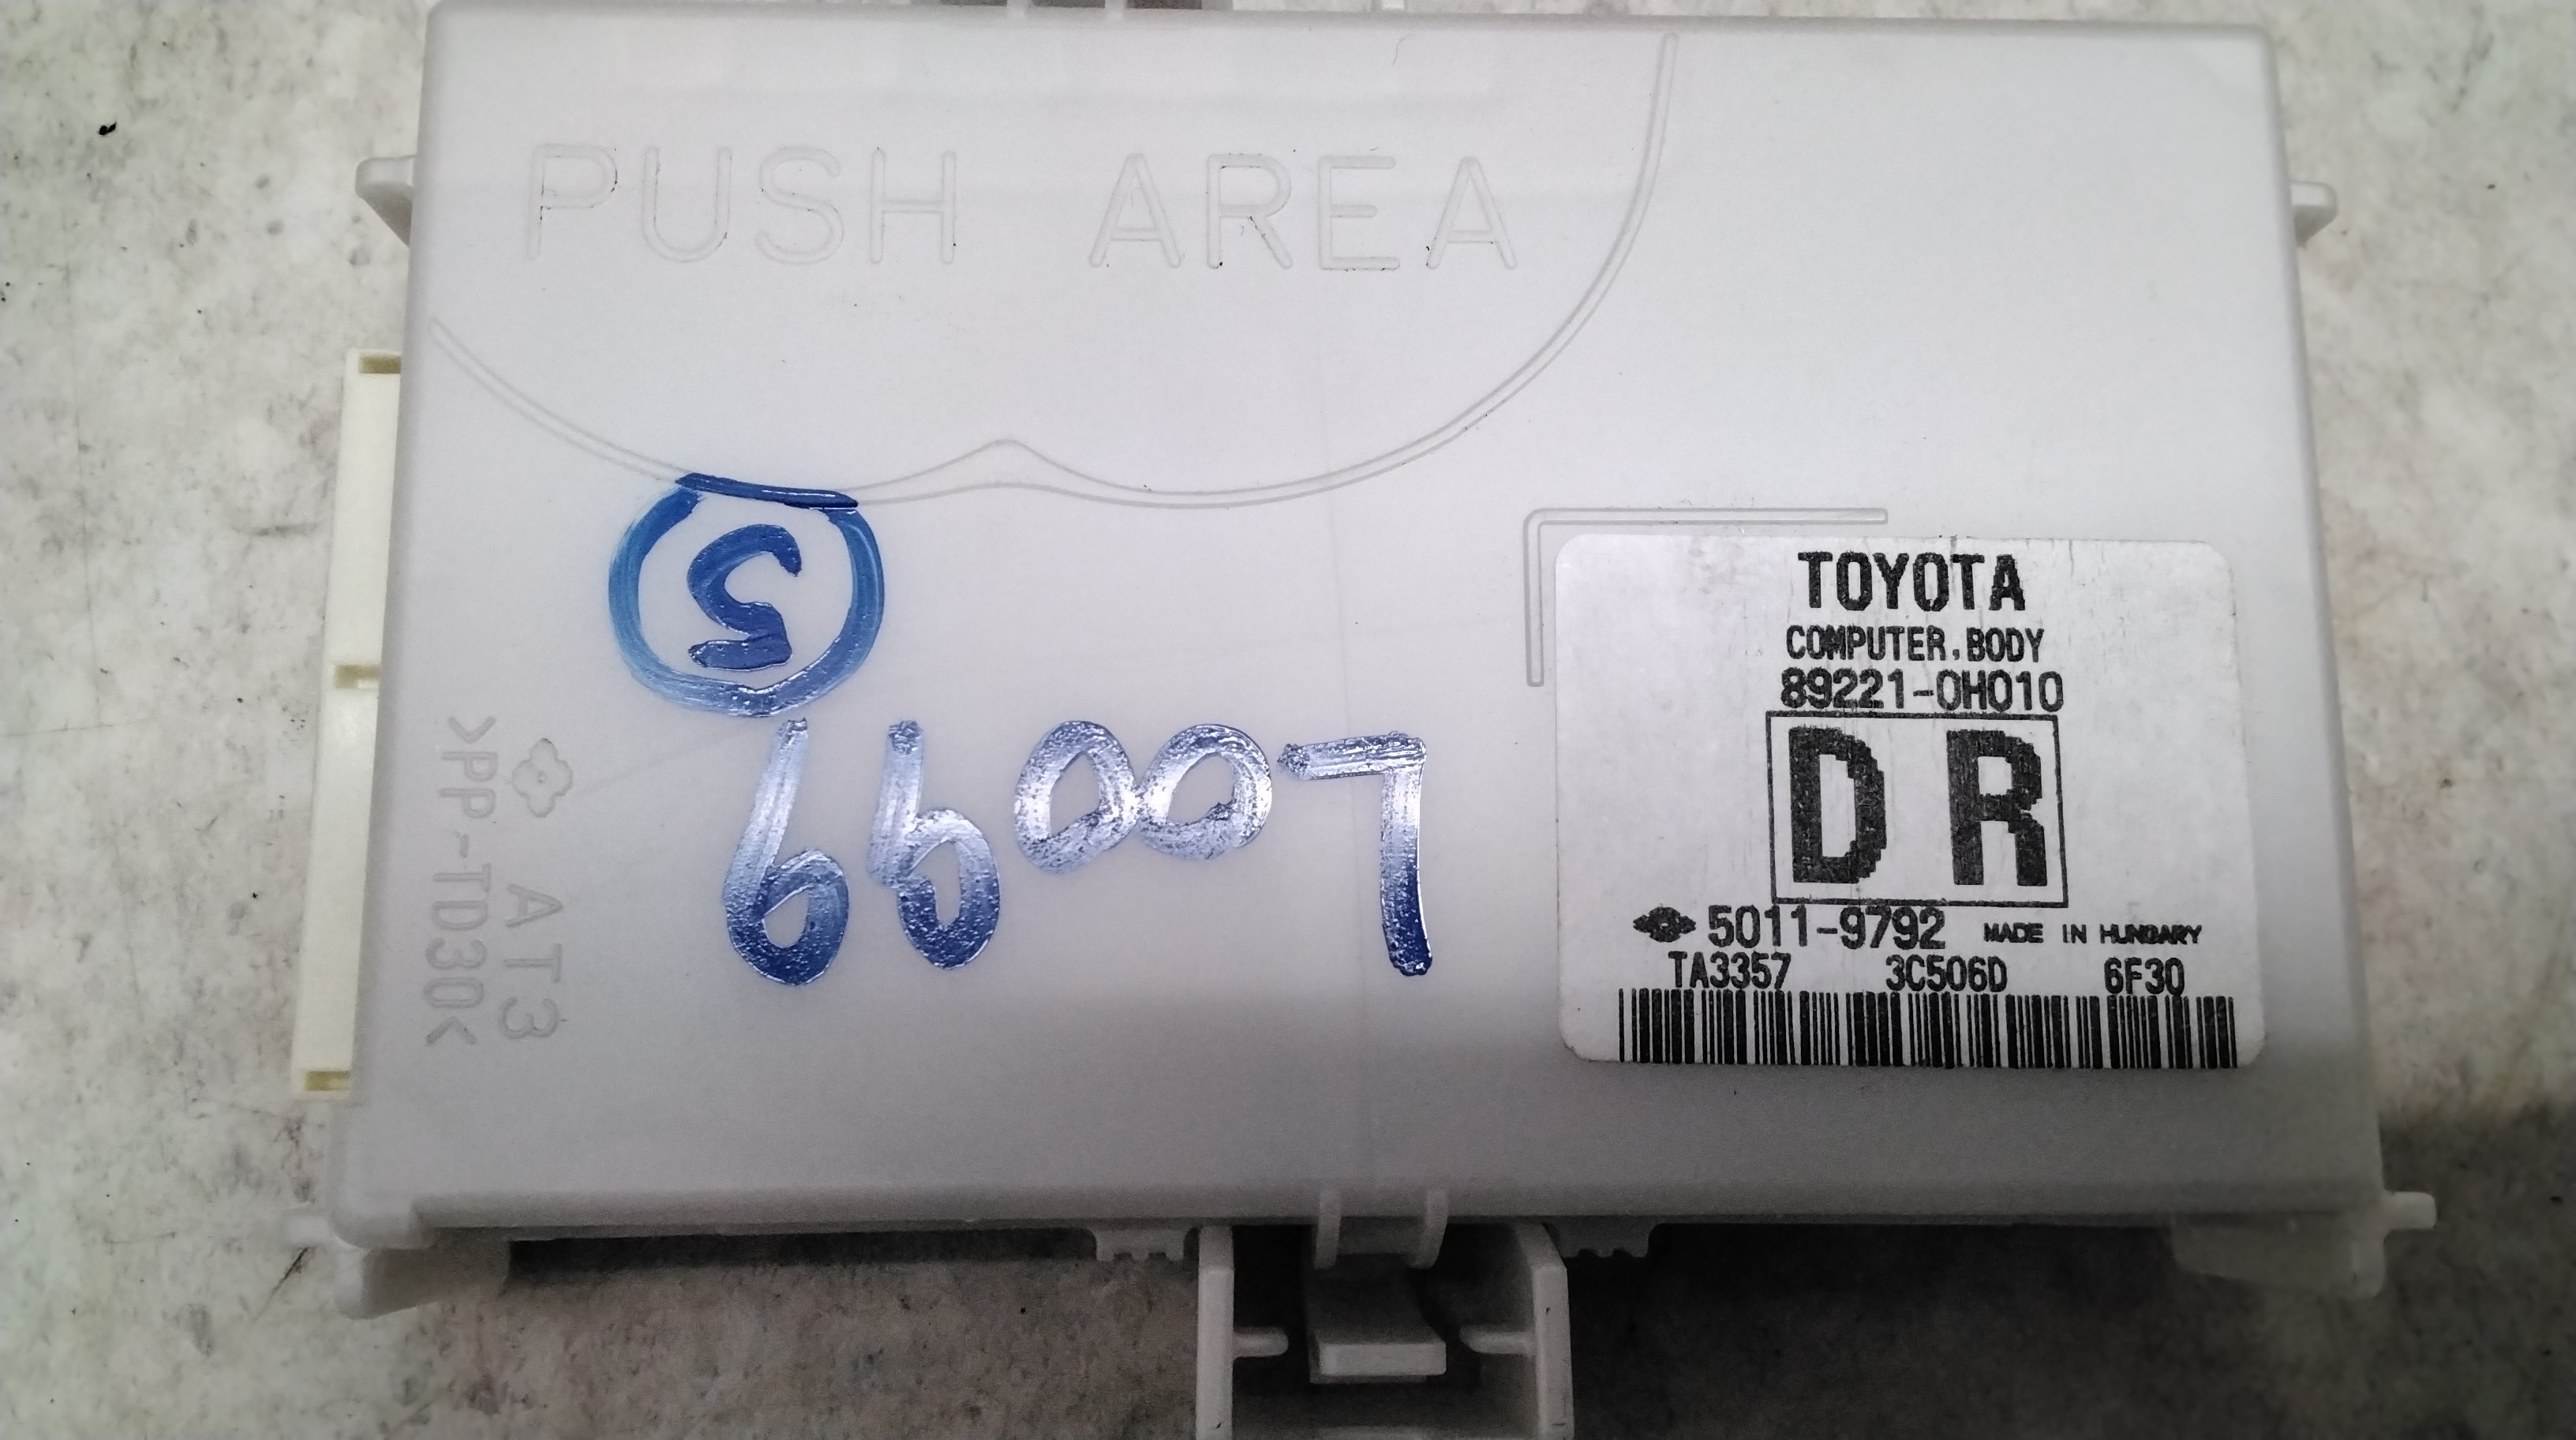 PUSH AREA
5
66007
>PP-TD30<
AT3
TOYOTA
COMPUTER.BODY
89221-0H010
DR
5011-9792 MADE IN HUNGARY
TA3357 3C506D 6F30